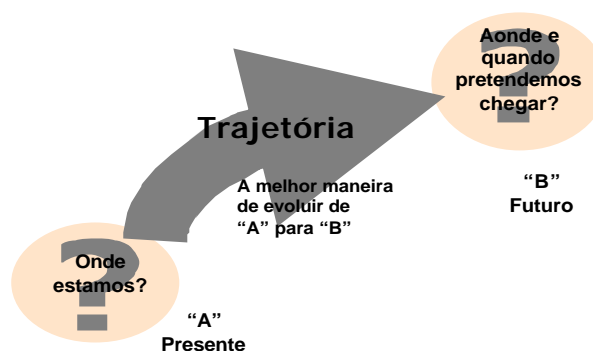 Aonde e
quando
pretendemos
chegar?
Trajetória
A melhor maneira
de evoluir de
“A” para “B”
“B”
Futuro
Onde
estamos?
“A”
Presente
?
?